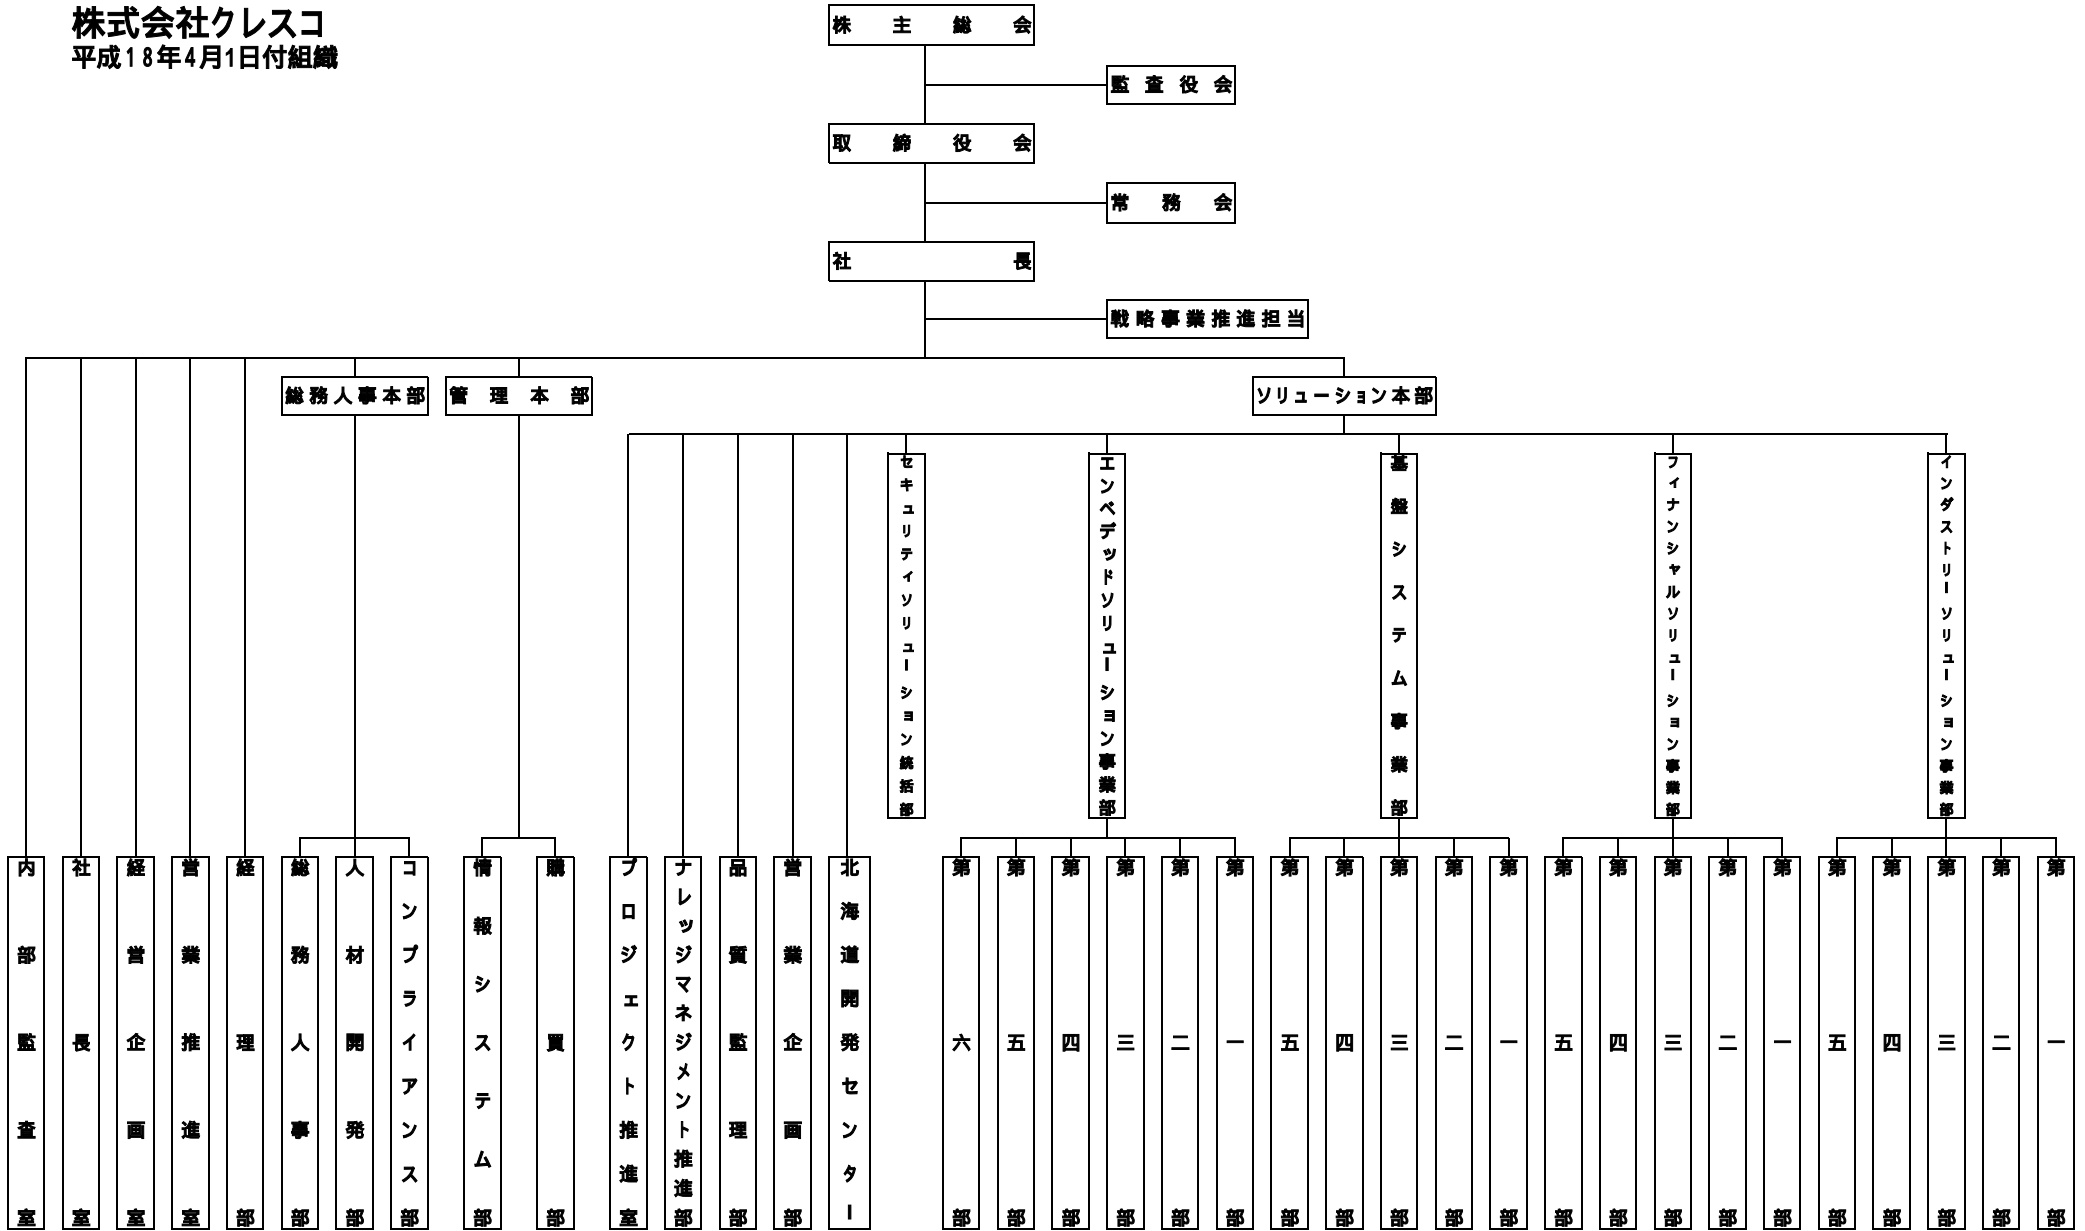 株式会社クレスコ
平成18年4月1日付組織
株主総会
監査役会
取締役会
常務会
社長
戦略事業推進担当
総務人事本部
管理本部
ソリューション本部
セキュリテイソリューション統括部
エンベデッドソリューション事業部
基盤システム事業部
フィナンシャルソリューション事業部
インダストリーソリューション事業部
内部監査室
社長室
経営企画室
営業推進室
経理部
総務人事部
人材開発部
コンプライアンス部
情報システム部
購買部
プロジェクト推進室
ナレッジマネジメント推進部
品質監理部
営業企画部
北海道開発センター
第六部
第五部
第四部
第三部
第二部
第一部
第五部
第四部
第三部
第二部
第一部
第五部
第四部
第三部
第二部
第一部
第五部
第四部
第三部
第二部
第一部